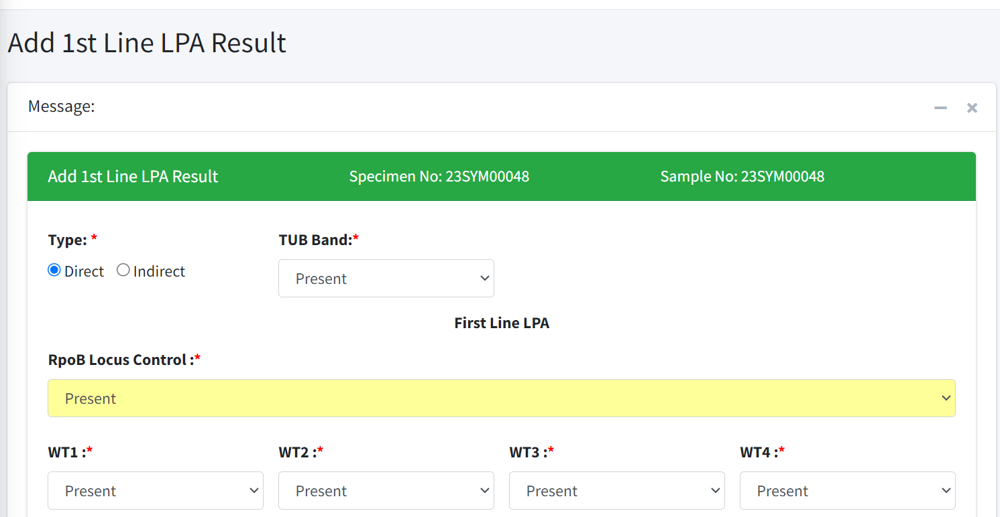 Add 1st Line LPA Result
Message:
Add 1st Line LPA Result Specimen No: 23SYM00048 Sample No: 23SYM00048
Type: * TUB Band:*
Direct Indirect Present
First Line LPA
RpoB Locus Control :*
Present
WT1 :* WT2 :* WT3 :* WT4 :*
Present Present Present Present